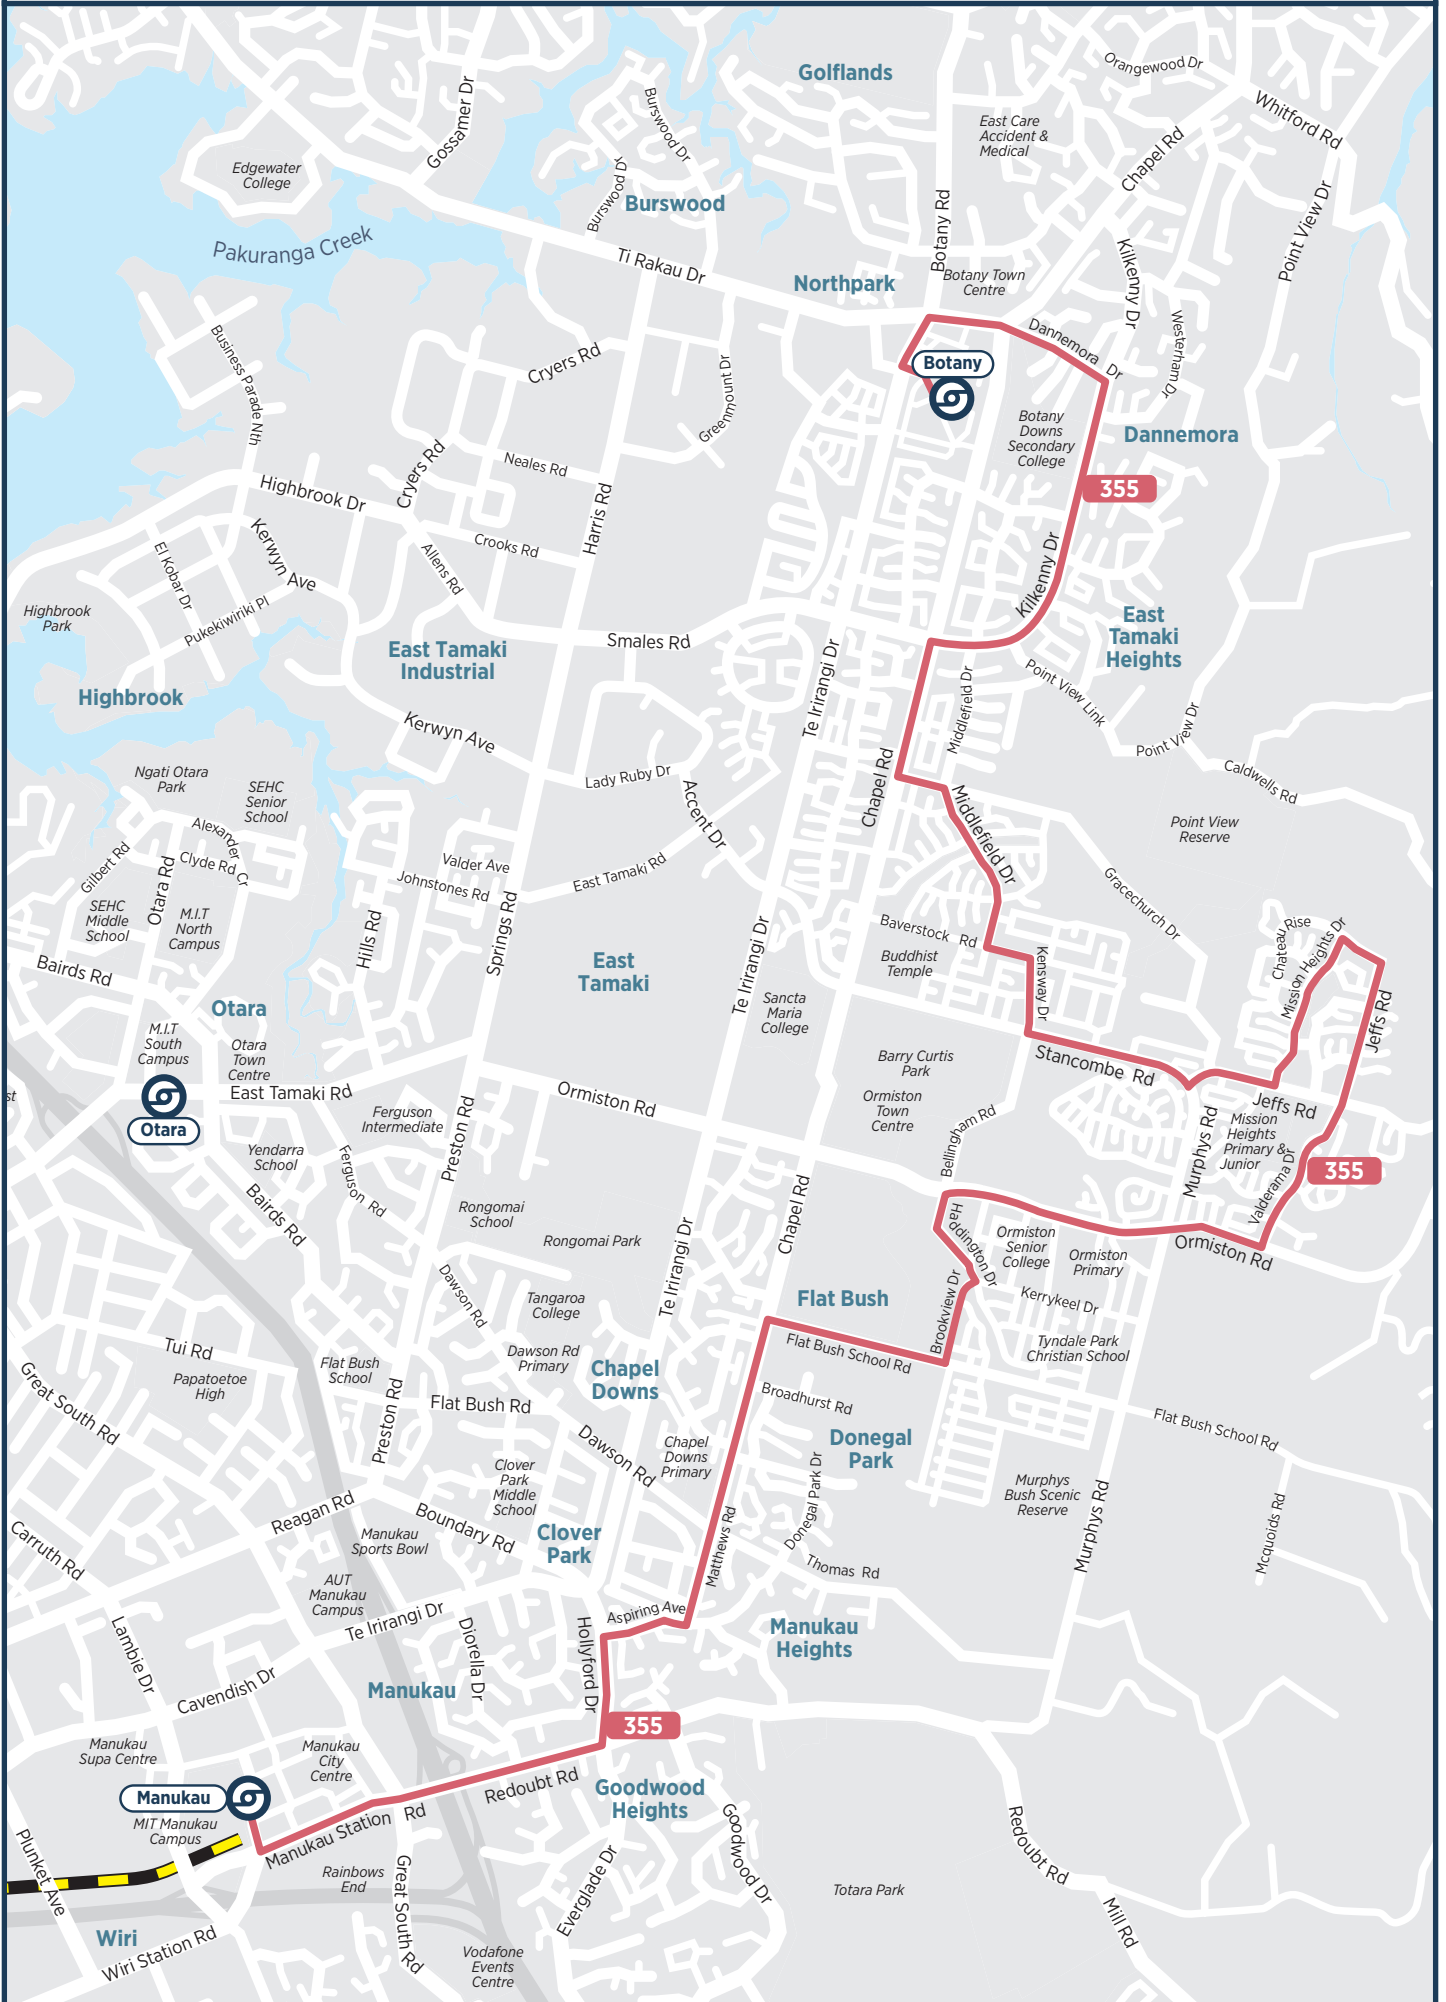 Golflands
Orangewood Dr
Whitford Rd
Gossamer Dr
Burswood Dr
East Care
Accident &
Medical
Chapel Rd
Edgewater
College
Burswood Dr
Burswood
Botany Rd
Point View Dr
Pakuranga Creek
Ti Rakau Dr
Northpark
Botany Town
Centre
Kilkenny Dr
Business Parade Nth
Westerham Dr
Dannemora Dr
Cryers Rd
Greenmount Dr
Botany
Botany
Downs
Secondary
College
Dannemora
Neales Rd
Cryers Rd
355
Highbrook Dr
Harris Rd
Kerwyn Ave
Crooks Rd
El Kobar Dr
Allens Rd
Kilkenny Dr
Highbrook
Park
Pukekiwiriki Pl
East
Tamaki
Heights
East Tamaki
Industrial
Smales Rd
Te Irirangi Dr
Highbrook
Middlefield Dr
Point View Link
Point View Dr
Kerwyn Ave
Lady Ruby Dr
Chapel Rd
Caldwells Rd
Ngati Otara
Park
SEHC
Senior
School
Accent Dr
Middlefield Dr
Point View
Reserve
Alexander Cr
Gilbert Rd
Clyde Rd
Valder Ave
Johnstones Rd
East Tamaki Rd
Gracechurch Dr
Otara Rd
SEHC
Middle
School
M.I.T
North
Campus
Hills Rd
Springs Rd
Baverstock Rd
Chateau Rise
Mission Heights Dr
Bairds Rd
East
Tamaki
Te Irirangi Dr
Buddhist
Temple
Kensway Dr
Otara
Sancta
Maria
College
Jeffs Rd
M.I.T
South
Campus
Otara
Town
Centre
Barry Curtis
Park
Stancombe Rd
st
East Tamaki Rd
Ormiston Rd
Ormiston
Town
Centre
Jeffs Rd
Otara
Ferguson
Intermediate
Preston Rd
Bellingham Rd
Murphys Rd
Mission
Heights
Primary &
Junior
Yendarra
School
Ferguson Rd
355
Bairds Rd
Valderama Dr
Rongomai
School
Chapel Rd
Haddington Dr
Rongomai Park
Ormiston
Senior
College
Ormiston
Primary
Ormiston Rd
Te Irirangi Dr
Dawson Rd
Tangaroa
College
Flat Bush
Brookview Dr
Kerrykeel Dr
Tui Rd
Flat Bush School Rd
Tyndale Park
Christian School
Great South Rd
Papatoetoe
High
Flat Bush
School
Dawson Rd
Primary
Chapel
Downs
Preston Rd
Flat Bush Rd
Broadhurst Rd
Flat Bush School Rd
Dawson Rd
Chapel
Downs
Primary
Donegal
Park
Clover
Park
Middle
School
Donegal Park Dr
Murphys
Bush Scenic
Reserve
Murphys Rd
Mcquoids Rd
Reagan Rd
Boundary Rd
Carruth Rd
Manukau
Sports Bowl
Clover
Park
Matthews Rd
Thomas Rd
AUT
Manukau
Campus
Te Irirangi Dr
Aspiring Ave
Lambie Dr
Diorella Dr
Hollyford Dr
Manukau
Heights
Cavendish Dr
Manukau
355
Manukau
Supa Centre
Manukau
City
Centre
Redoubt Rd
Goodwood
Heights
Manukau
MIT Manukau
Campus
Manukau Station Rd
Goodwood Dr
Redoubt Rd
Plunket Ave
Rainbows
End
Great South Rd
Everglade Dr
Totara Park
Mill Rd
Wiri
Wiri Station Rd
Vodafone
Events
Centre